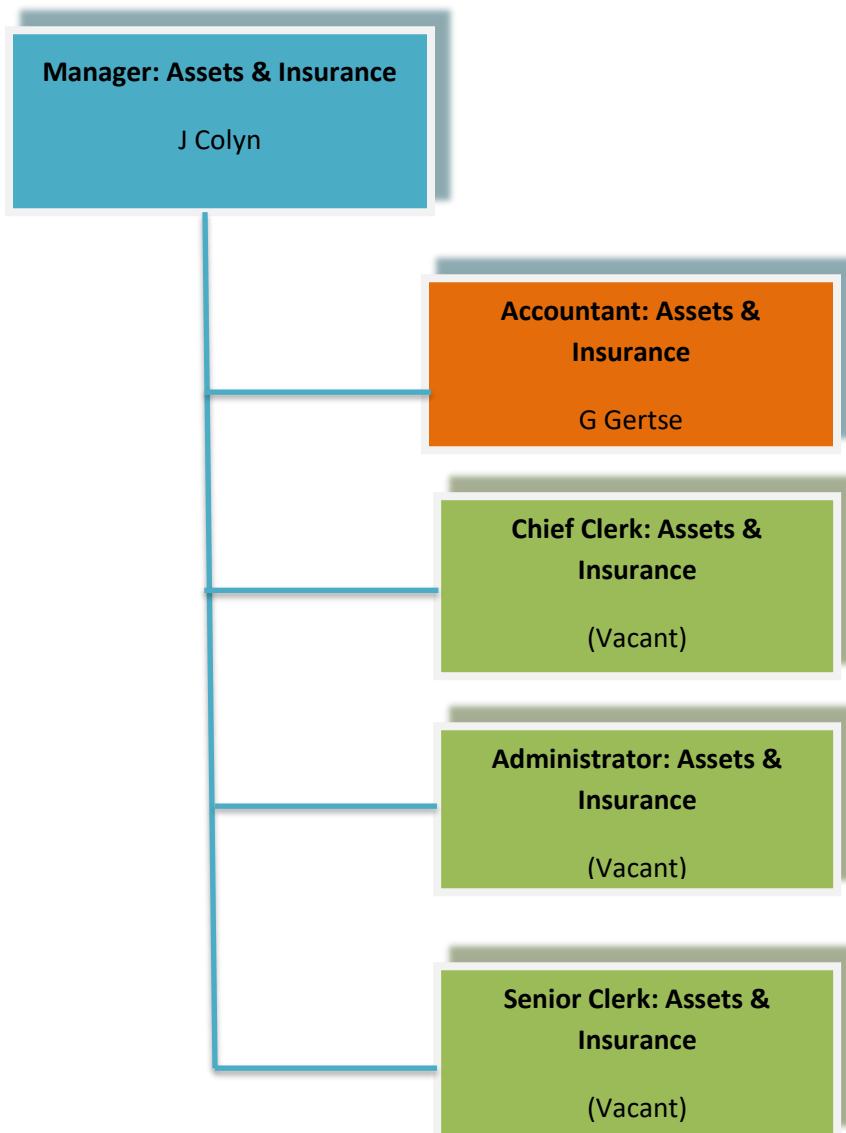 Manager: Assets & Insurance
J Colyn
Accountant: Assets &
Insurance
G Gertse
Chief Clerk: Assets &
Insurance
(Vacant)
Administrator: Assets &
Insurance
(Vacant)
Senior Clerk: Assets &
Insurance
(Vacant)